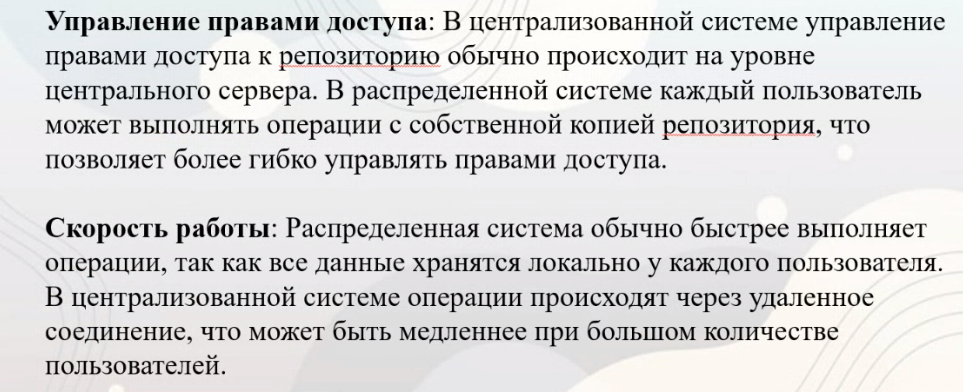 Управление правами доступа: В централизованной системе управление
правами доступа к репозиторию обычно происходит на уровне
центрального сервера. В распределенной системе каждый пользователь
может выполнять операции с собственной копией репозитория, что
позволяет более гибко управлять правами доступа.
Скорость работы: Распределенная система обычно быстрее выполняет
операции, так как все данные хранятся локально у каждого пользователя.
В централизованной системе операции происходят через удаленное
соединение, что может быть медленнее при большом количестве
пользователей.